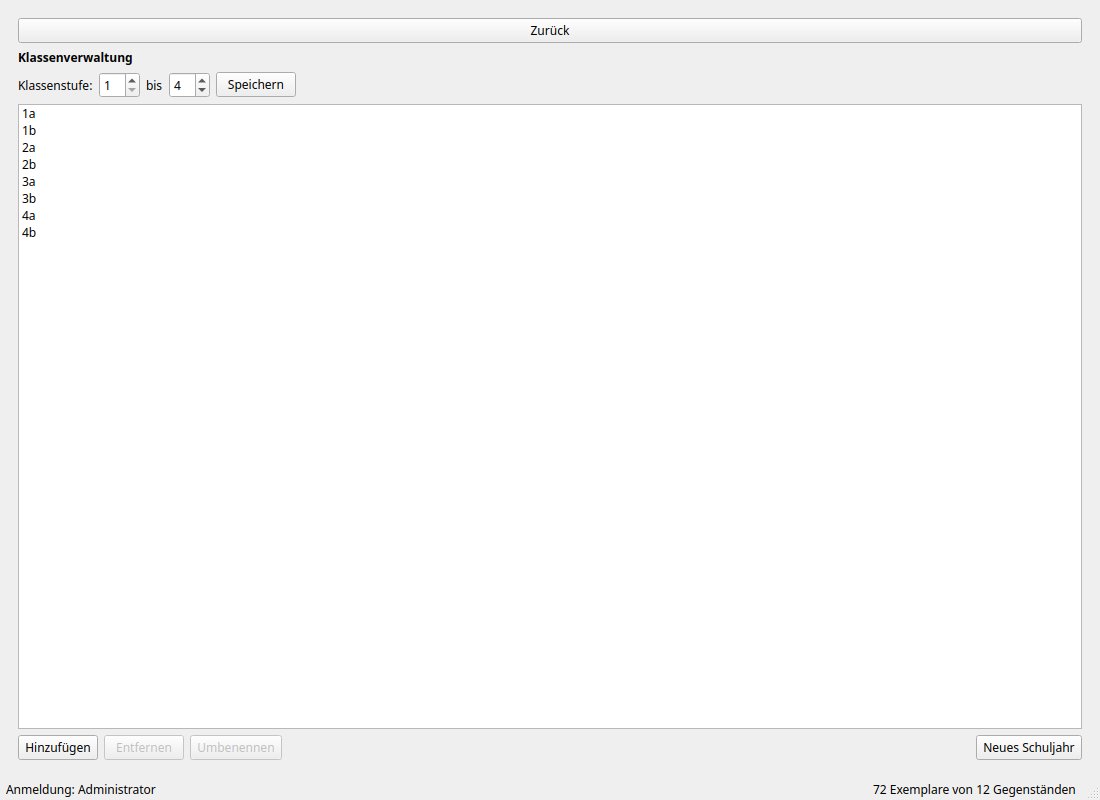 Zurück
Klassenverwaltung
Klassenstufe: 1 bis 4 Speichern
1a
1b
2a
2b
3a
3b
4a
4b
Hinzufügen Entfernen Umbenennen Neues Schuljahr
Anmeldung: Administrator 72 Exemplare von 12 Gegenständen